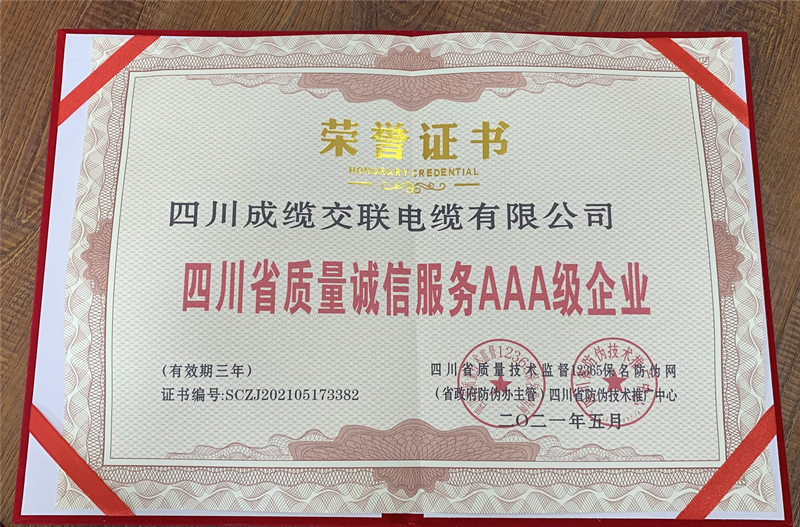 荣誉证书
HONORARY CREDENTIAL
四川成缆交联电缆有限公司
四川省质量诚信服务AAA级企业
(有效期三年)
证书编号:SCZJ202105173382
四川省质量技术监督12365保名防伪网
(省政府防伪办主管)四川省防伪技术推广中心
二〇二一年五月